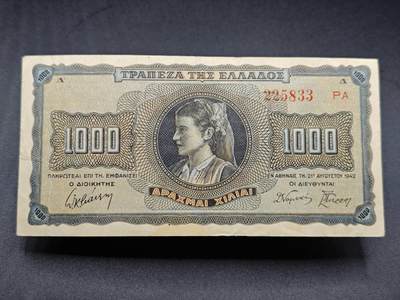 1000 1000
Λ ΤΡΑΠΕΖΑ ΤΗΣ ΕΛΛΑΔΟΣ Λ
225833 ΡΑ
1000 1000
ΠΛΗΡΩΤΕΑΙ ΕΠΙ ΤΗ ΕΜΦΑΝΙΣΕΙ
Ο ΔΙΟΙΚΗΤΗΣ
ΕΝ ΑΘΗΝΑΙΣ ΤΗ, 21 ΑΥΓΟΥΣΤΟΥ 1942
ΟΙ ΔΙΕΥΘΥΝΤΑΙ
ΔΡΑΧΜΑΙ ΧΙΛΙΑΙ
1000 1000